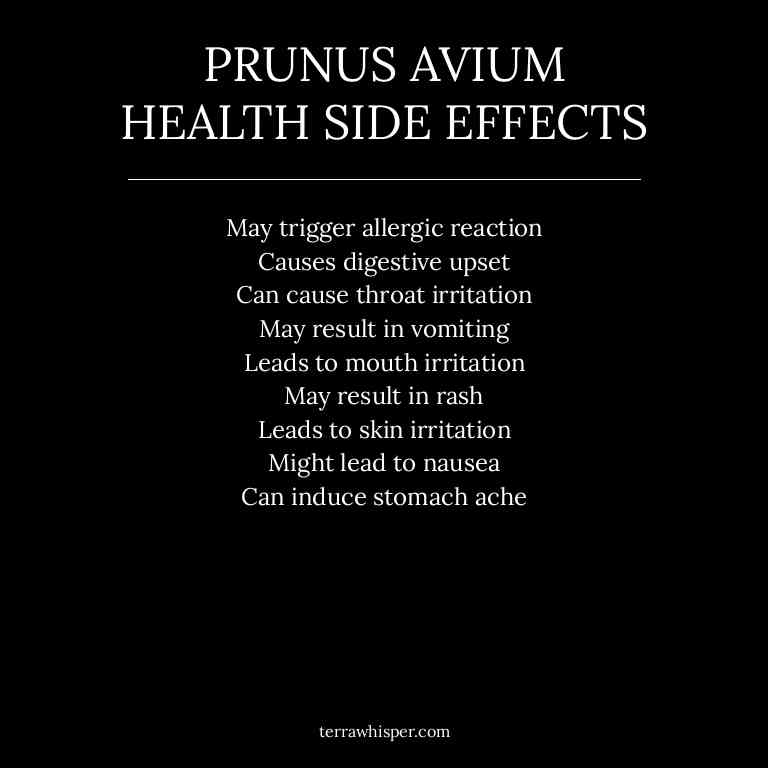 PRUNUS AVIUM
HEALTH SIDE EFFECTS
May trigger allergic reaction
Causes digestive upset
Can cause throat irritation
May result in vomiting
Leads to mouth irritation
May result in rash
Leads to skin irritation
Might lead to nausea
Can induce stomach ache
terrawhisper.com